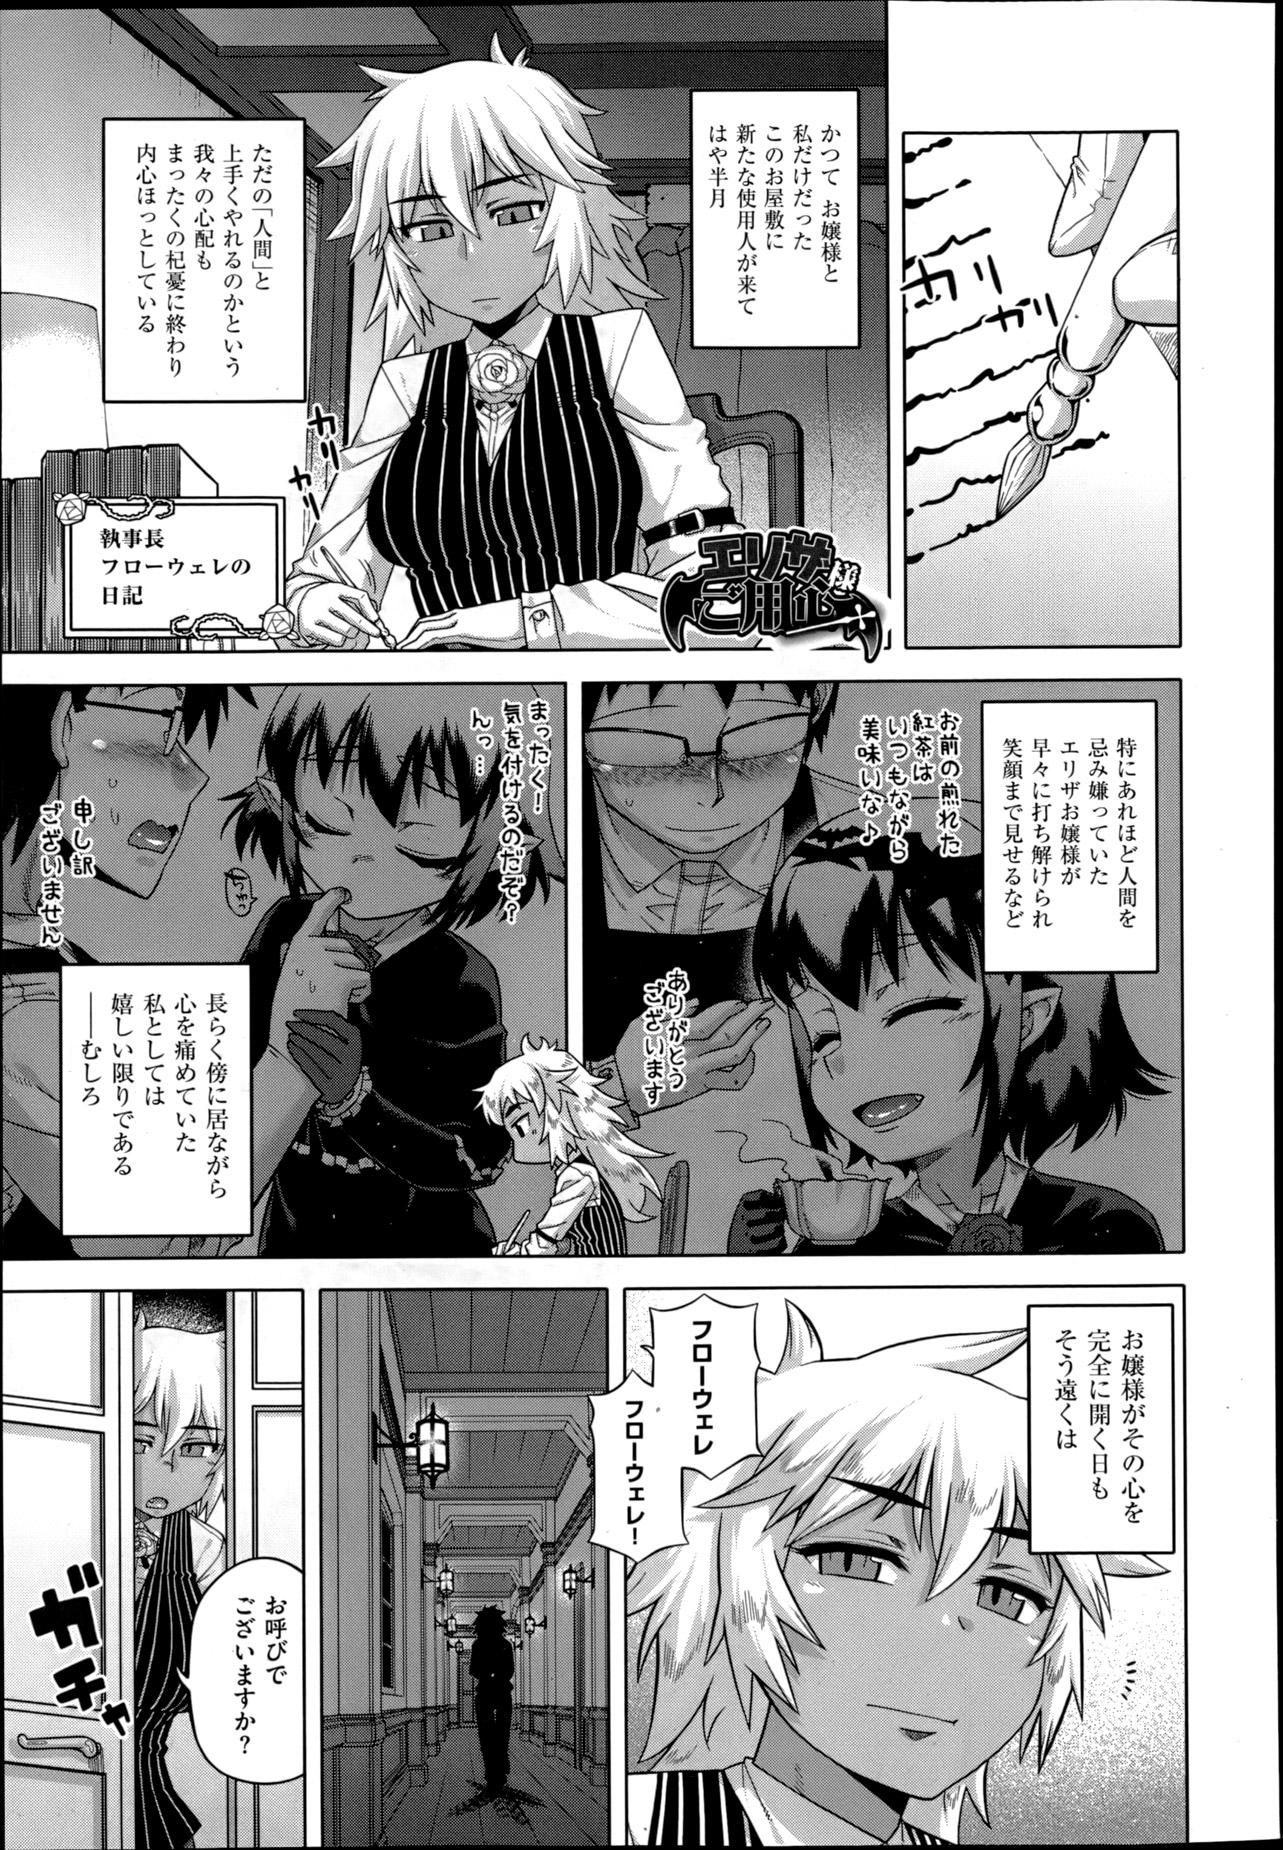 カリ
カリ
かつて お嬢様と
私だけだった
このお屋敷に
新たな使用人が来て
はや半月
ただの「人間」と
上手くやれるのかという
我々の心配も
まったくの杞憂に終わり
内心ほっとしている
カリ
カリ
エリザ様
ご用心
執事長
フローウェレの
日記
特にあれほど人間を
忌み嫌っていた
エリザお嬢様が
早々に打ち解けられ
笑顔まで見せるなど
お前の煎れた
紅茶は
いつもながら
美味いな♪
ありがとう
ございます
まったく!
気を付けるのだぞ?
んっ…
申し訳
ございません
長らく傍に居ながら
心を痛めていた
私としては
嬉しい限りである
――むしろ
お嬢様がその心を
完全に開く日も
そう遠くは
フローウェレ
フローウェレ!
お呼びで
ございますか?
ガチャ